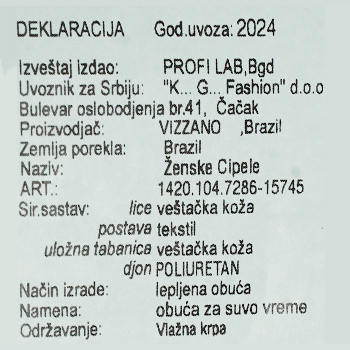 DEKLARACIJA God.uvoza: 2024
Izveštaj izdao: PROFI LAB,Bgd
Uvoznik za Srbiju: "K... G... Fashion" d.o.o
Bulevar oslobodjenja br.41, Čačak
Proizvodjač: VIZZANO ,Brazil
Zemlja porekla: Brazil
Naziv: Ženske Cipele
ART.: 1420.104.7286-15745
Sir.sastav: lice veštačka koža
postava tekstil
uložna tabanica veštačka koža
djon POLIURETAN
Način izrade: lepljena obuća
Namena: obuća za suvo vreme
Održavanje: Vlažna krpa